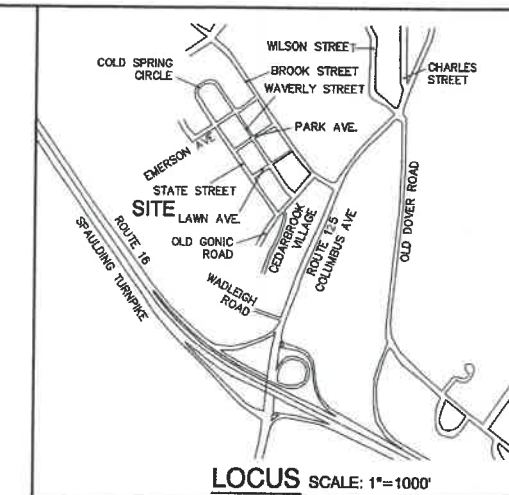 WILSON STREET
COLD SPRING
CIRCLE
BROOK STREET
WAVERLY STREET
CHARLES
STREET
PARK AVE.
EMERSON AVE.
STATE STREET
SITE
LAWN AVE.
OLD GONIC
ROAD
CEDARBROOK
VILLAGE
ROUTE 125
COLUMBUS AVE
OLD DOVER ROAD
ROUTE 16
SPAULDING TURNPIKE
WADLEIGH
ROAD
LOCUS SCALE: 1"=1000'